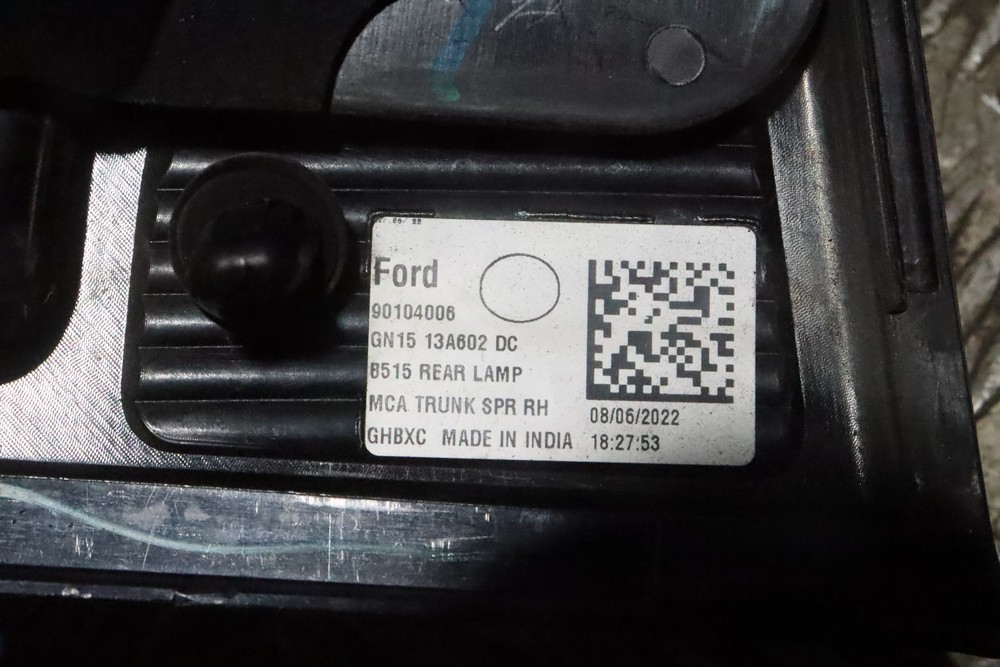 Ford
90104006
GN15 13A602 DC
B515 REAR LAMP
MCA TRUNK SPR RH
GHBXC MADE IN INDIA
08/06/2022
18:27:53